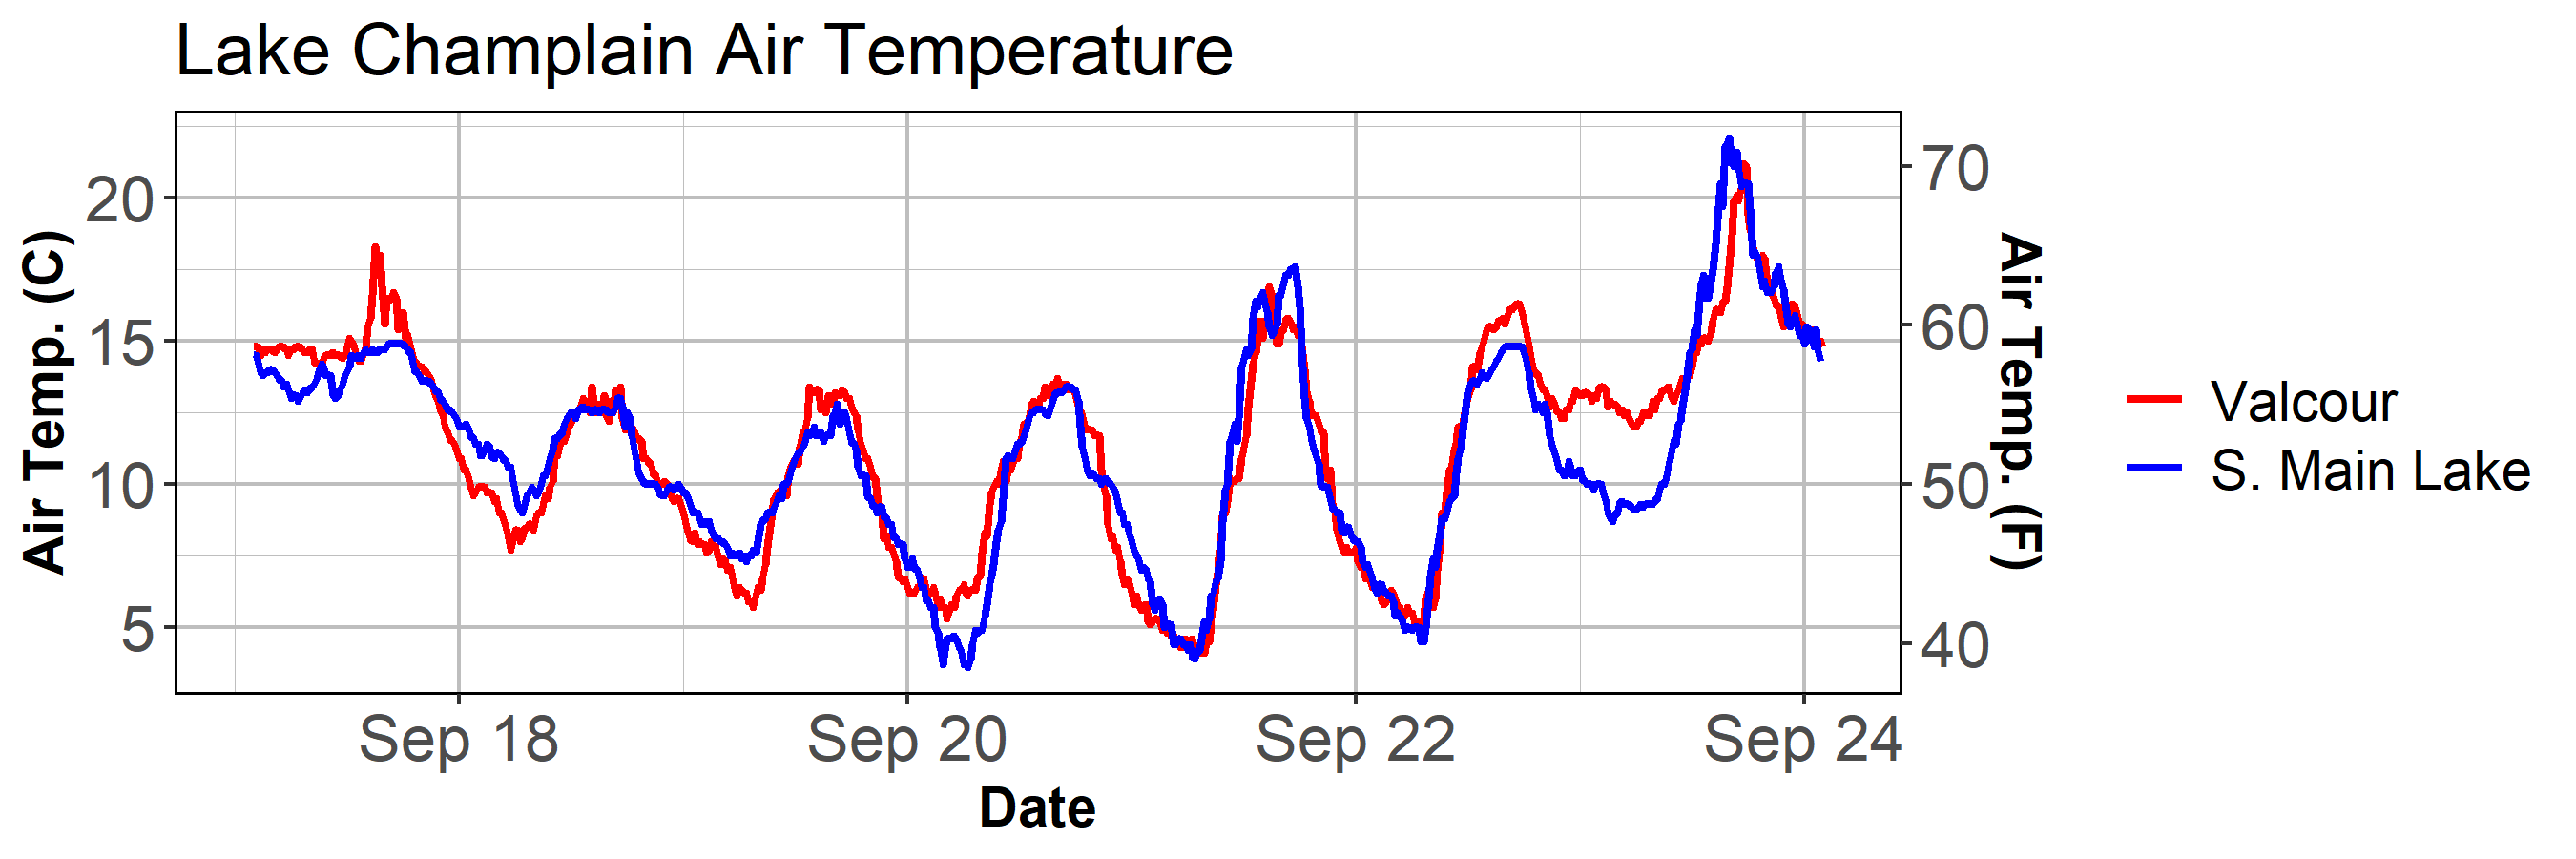 Lake Champlain Air Temperature
Air Temp. (C)
20
15
10
5
70
60
50
40
Air Temp. (F)
Valcour
S. Main Lake
Sep 18
Sep 20
Sep 22
Sep 24
Date